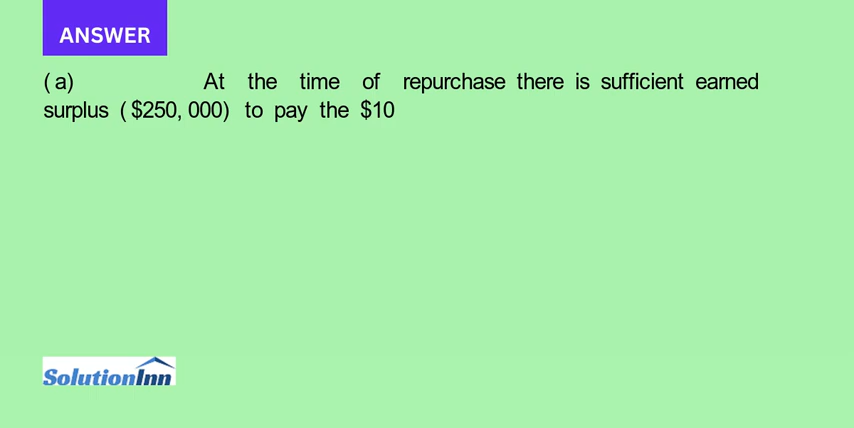 ANSWER
(a) At the time of repurchase there is sufficient earned
surplus ($250, 000) to pay the $10
SolutionInn